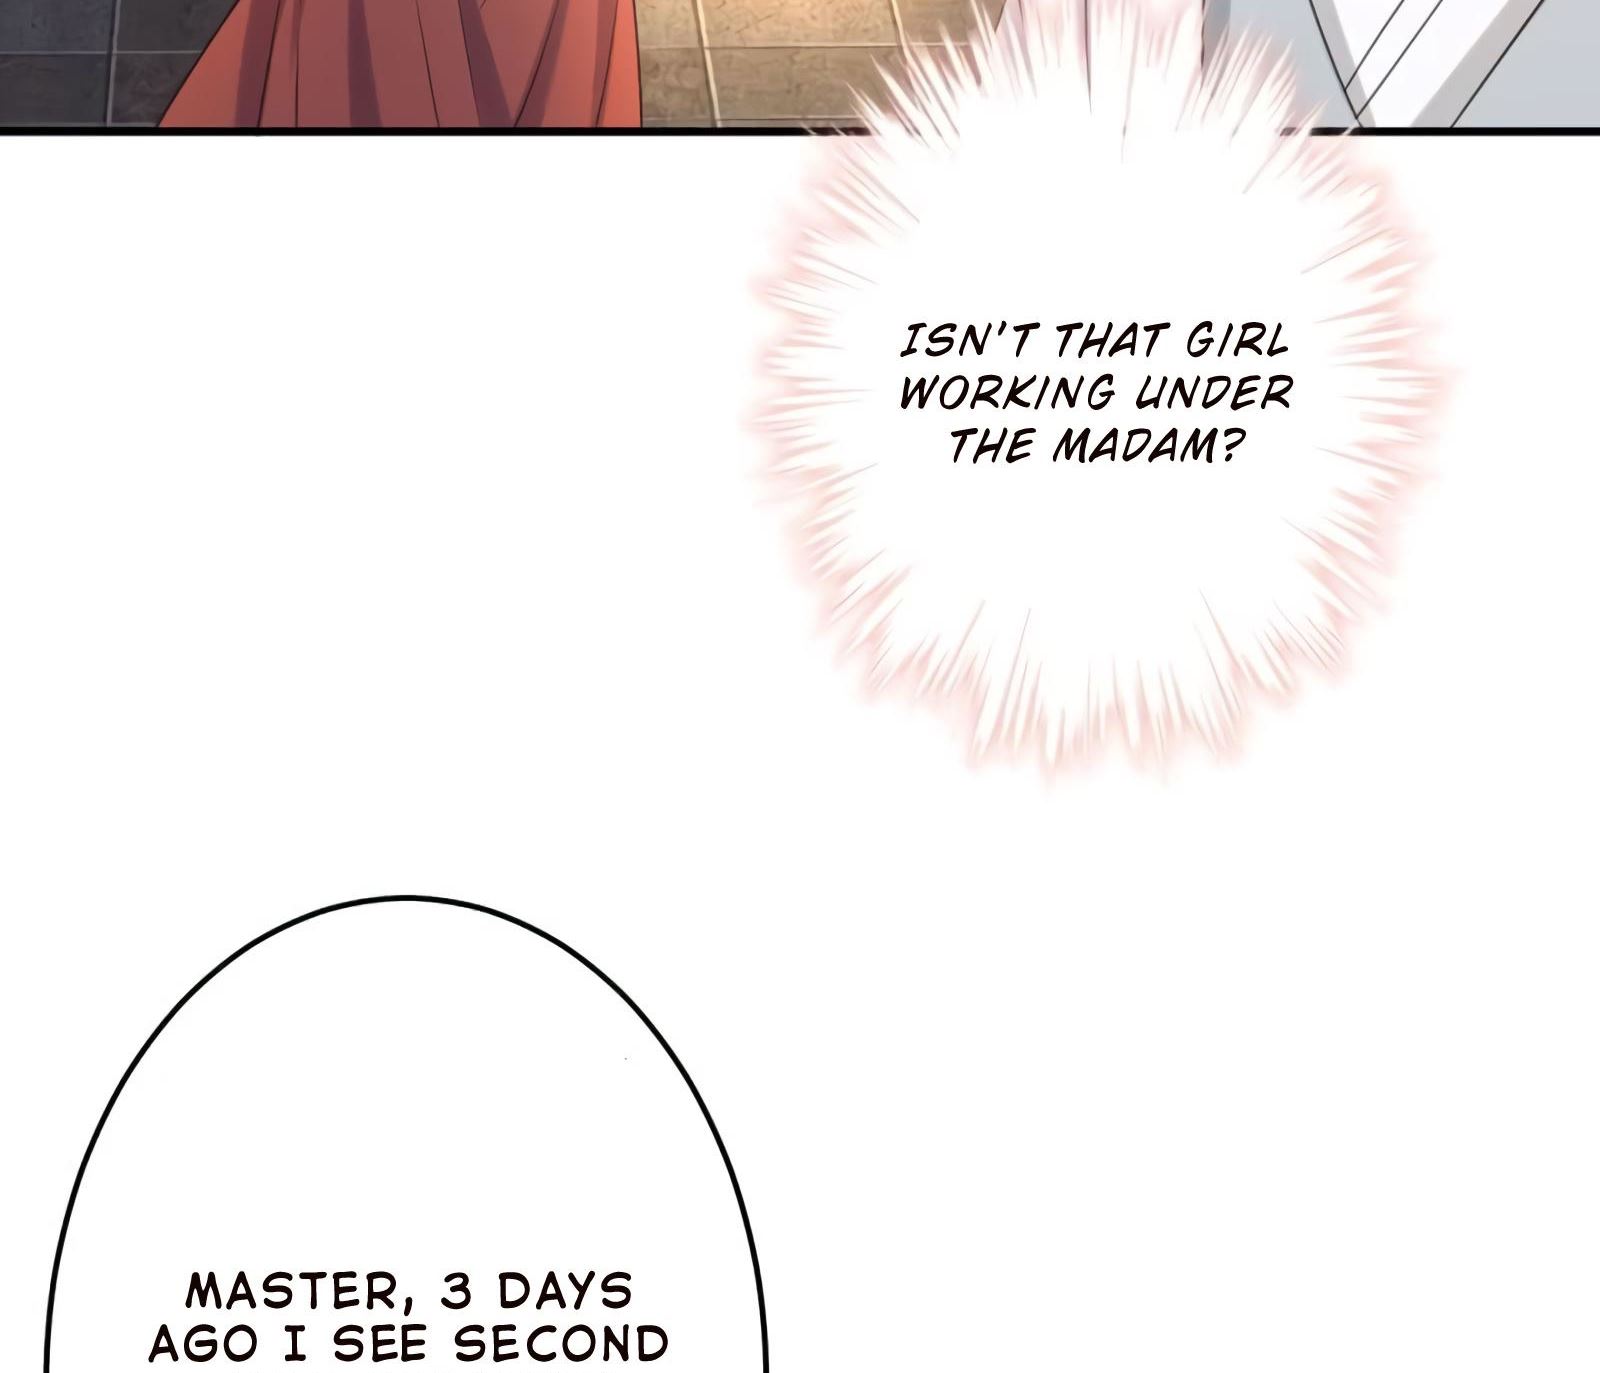 ISN'T THAT GIRL
WORKING UNDER
THE MADAM?
MASTER, 3 DAYS
AGO I SEE SECOND